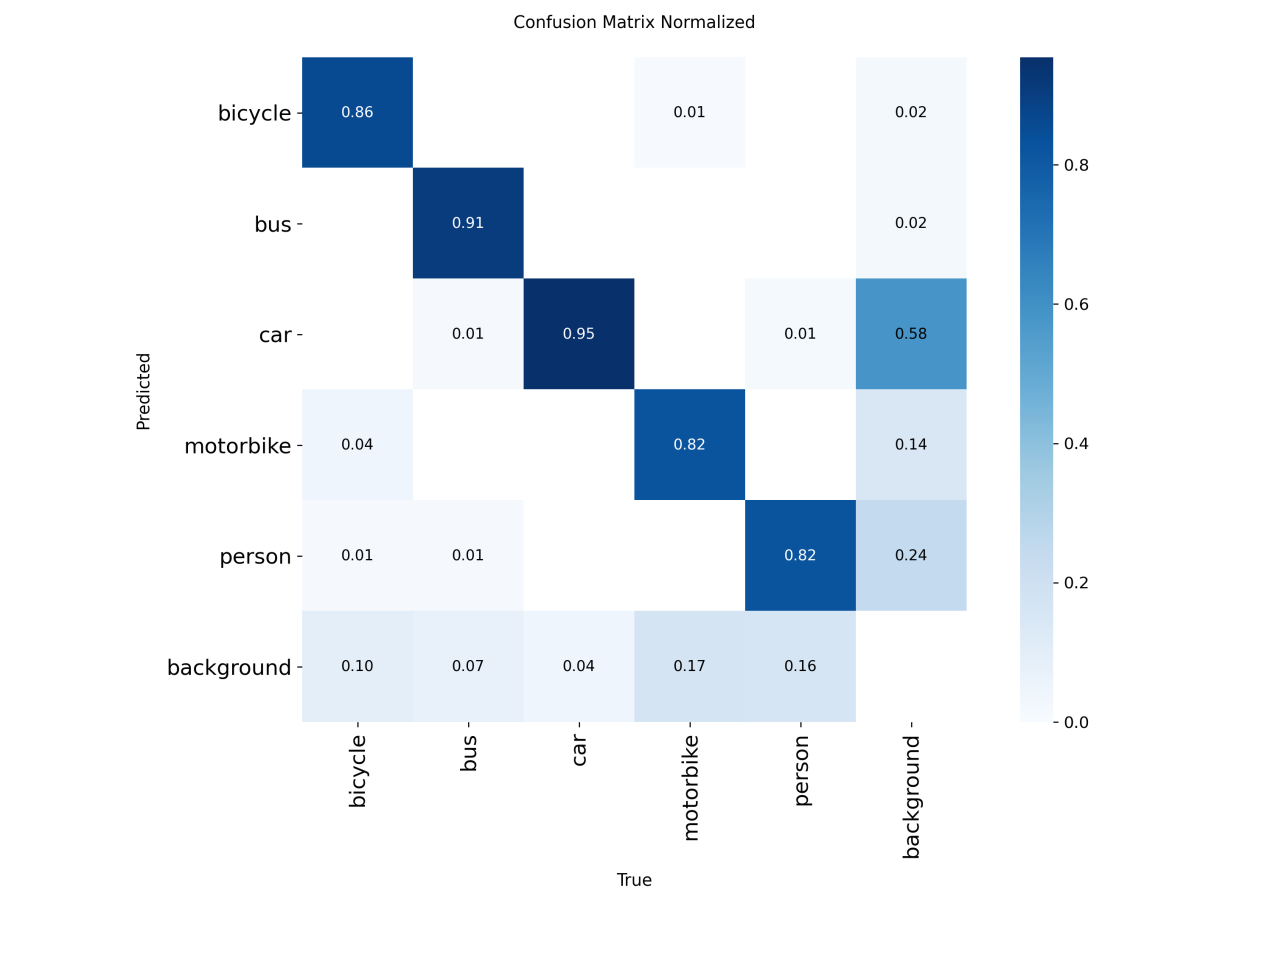 Confusion Matrix Normalized
bicycle 0.86 0.01 0.02
bus 0.91 0.02
car 0.01 0.95 0.01 0.58
motorbike 0.04 0.82 0.14
person 0.01 0.01 0.82 0.24
background 0.10 0.07 0.04 0.17 0.16
bicycle bus car motorbike person background
Predicted
True
0.8
0.6
0.4
0.2
0.0